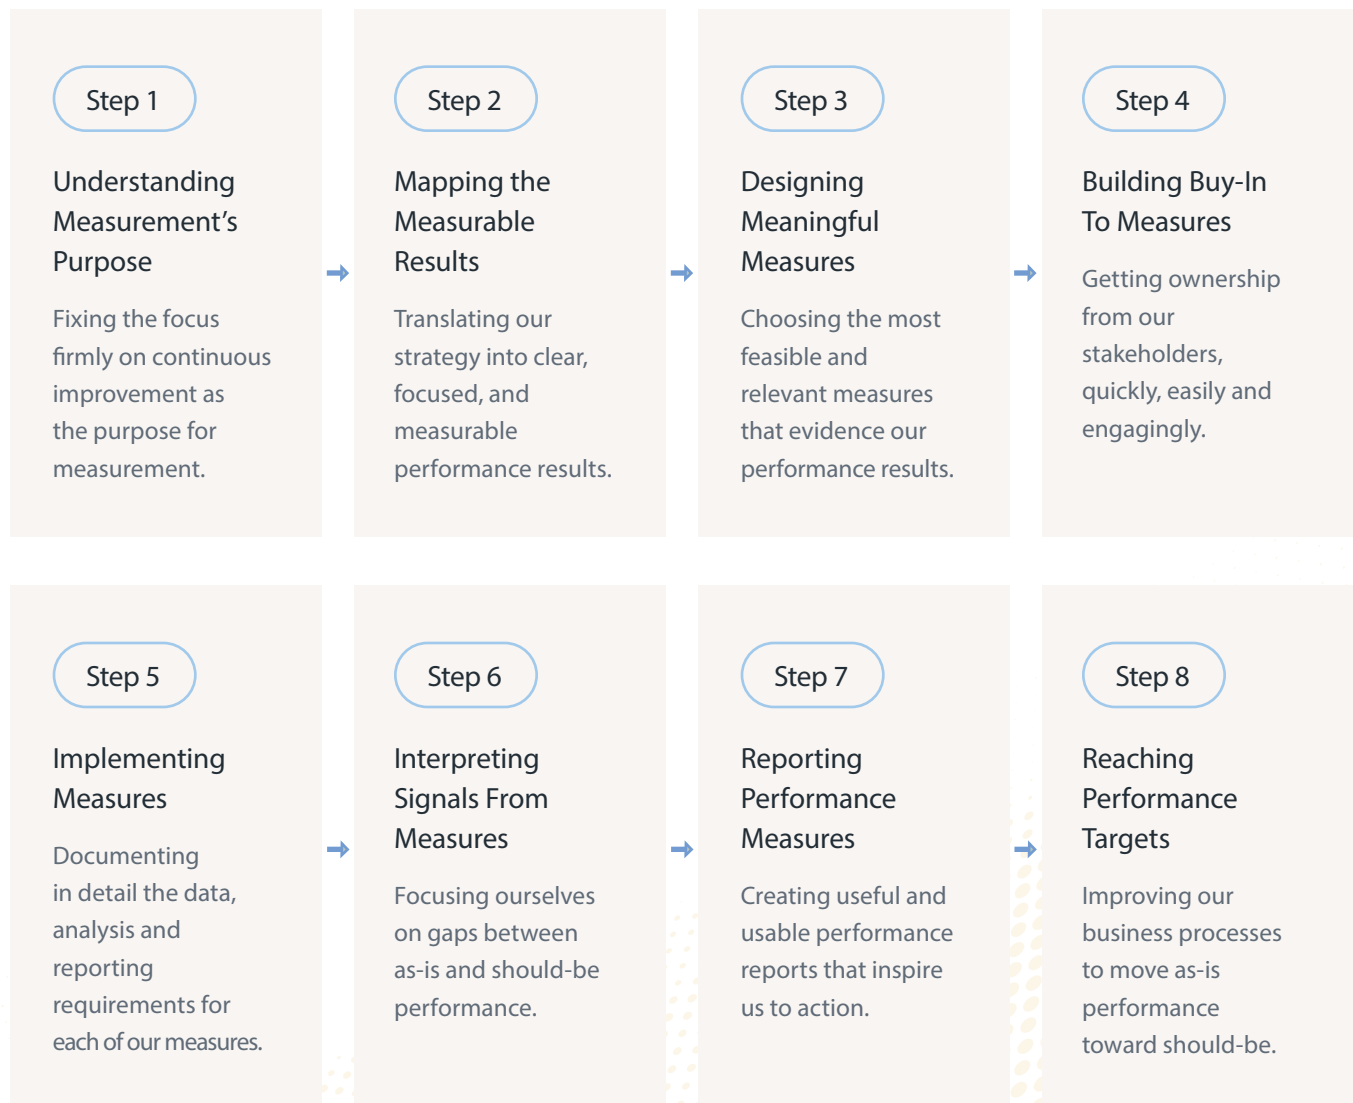 Step 1
Understanding
Measurement’s
Purpose
Fixing the focus
firmly on continuous
improvement as
the purpose for
measurement.
Step 2
Mapping the
Measurable
Results
Translating our
strategy into clear,
focused, and
measurable
performance results.
Step 3
Designing
Meaningful
Measures
Choosing the most
feasible and
relevant measures
that evidence our
performance results.
Step 4
Building Buy-In
To Measures
Getting ownership
from our
stakeholders,
quickly, easily and
engagingly.
Step 5
Implementing
Measures
Documenting
in detail the data,
analysis and
reporting
requirements for
each of our measures.
Step 6
Interpreting
Signals From
Measures
Focusing ourselves
on gaps between
as-is and should-be
performance.
Step 7
Reporting
Performance
Measures
Creating useful and
usable performance
reports that inspire
us to action.
Step 8
Reaching
Performance
Targets
Improving our
business processes
to move as-is
performance
toward should-be.